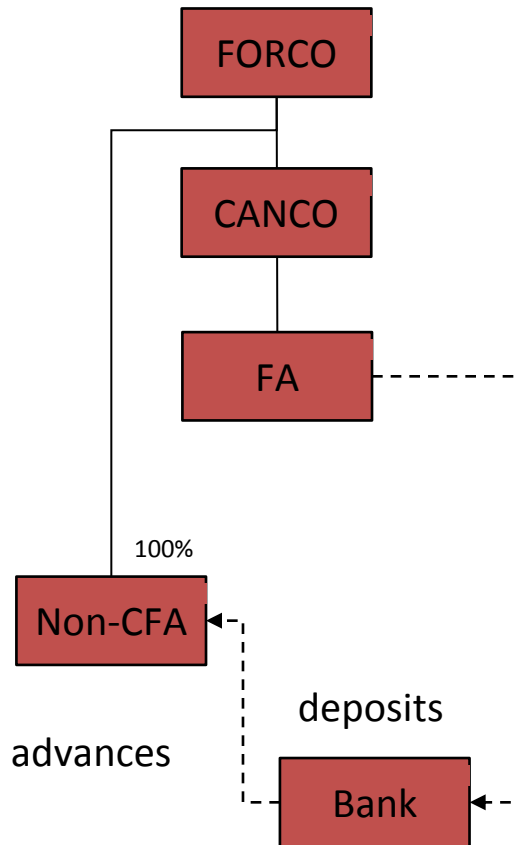 FORCO
CANCO
FA
100%
Non-CFA
deposits
advances
Bank